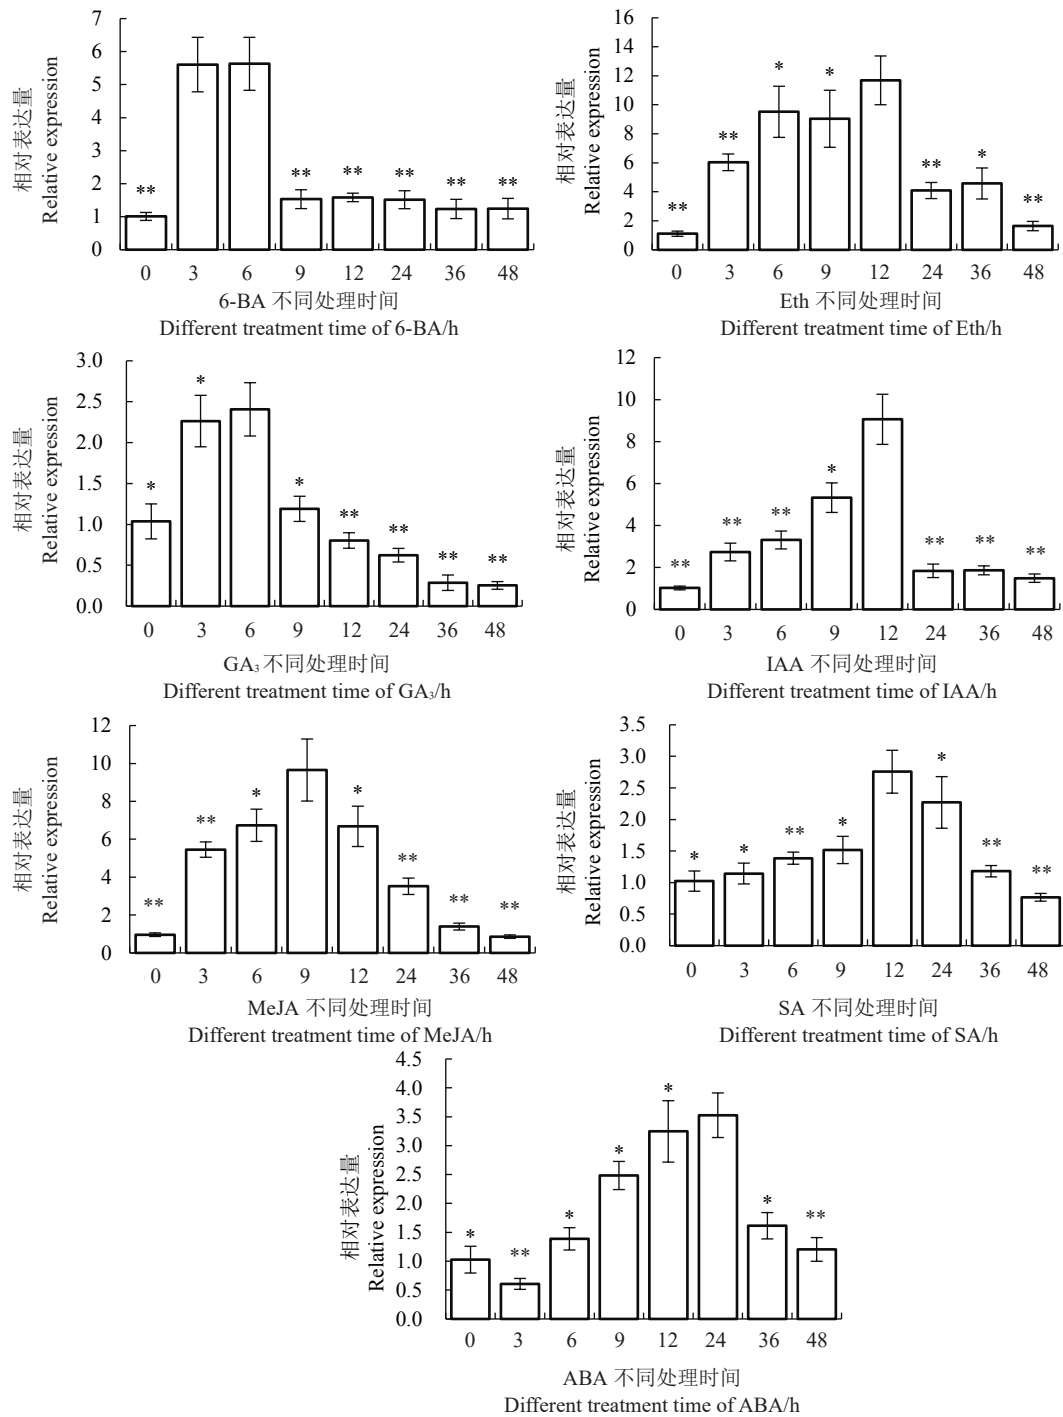 7
6
5
4
3
2
1
0
相对表达量
Relative expression
** ** ** ** ** **
0 3 6 9 12 24 36 48
6-BA 不同处理时间
Different treatment time of 6-BA/h
16
14
12
10
8
6
4
2
0
相对表达量
Relative expression
** ** * * ** * **
0 3 6 9 12 24 36 48
Eth 不同处理时间
Different treatment time of Eth/h
3.0
2.5
2.0
1.5
1.0
0.5
0.0
相对表达量
Relative expression
* * * ** ** ** **
0 3 6 9 12 24 36 48
GA₃ 不同处理时间
Different treatment time of GA₃/h
12
10
8
6
4
2
0
相对表达量
Relative expression
** ** ** * ** ** **
0 3 6 9 12 24 36 48
IAA 不同处理时间
Different treatment time of IAA/h
12
10
8
6
4
2
0
相对表达量
Relative expression
** ** * * ** ** **
0 3 6 9 12 24 36 48
MeJA 不同处理时间
Different treatment time of MeJA/h
3.5
3.0
2.5
2.0
1.5
1.0
0.5
0.0
相对表达量
Relative expression
* * ** * * ** **
0 3 6 9 12 24 36 48
SA 不同处理时间
Different treatment time of SA/h
4.5
4.0
3.5
3.0
2.5
2.0
1.5
1.0
0.5
0.0
相对表达量
Relative expression
* ** * * * * **
0 3 6 9 12 24 36 48
ABA 不同处理时间
Different treatment time of ABA/h